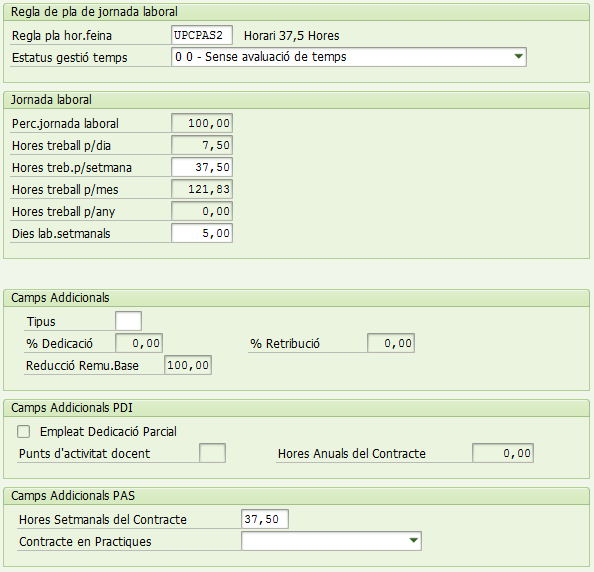 Regla de pla de jornada laboral
Regla pla hor.feina UPCPAS2 Horari 37,5 Hores
Estatus gestió temps 0 0 - Sense avaluació de temps
Jornada laboral
Perc.jornada laboral 100,00
Hores treball p/dia 7,50
Hores treb.p/setmana 37,50
Hores treball p/mes 121,83
Hores treball p/any 0,00
Dies lab.setmanals 5,00
Camps Addicionals
Tipus
% Dedicació 0,00 % Retribució 0,00
Reducció Remu.Base 100,00
Camps Addicionals PDI
Empleat Dedicació Parcial
Punts d'activitat docent Hores Anuals del Contracte 0,00
Camps Addicionals PAS
Hores Setmanals del Contracte 37,50
Contracte en Practiques